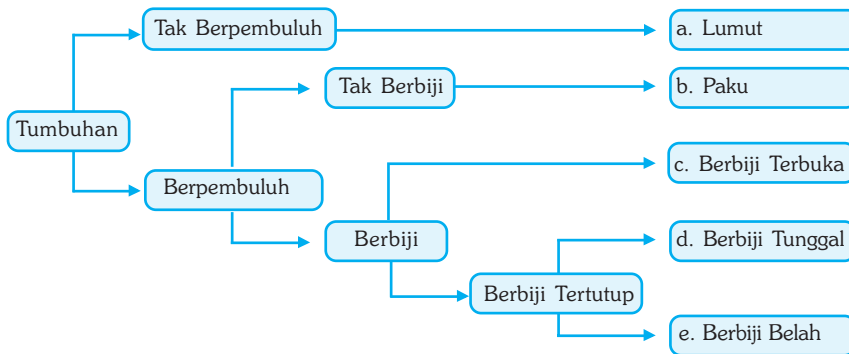 Tak Berpembuluh
a. Lumut
Tak Berbiji
b. Paku
Tumbuhan
c. Berbiji Terbuka
Berpembuluh
Berbiji
d. Berbiji Tunggal
Berbiji Tertutup
e. Berbiji Belah